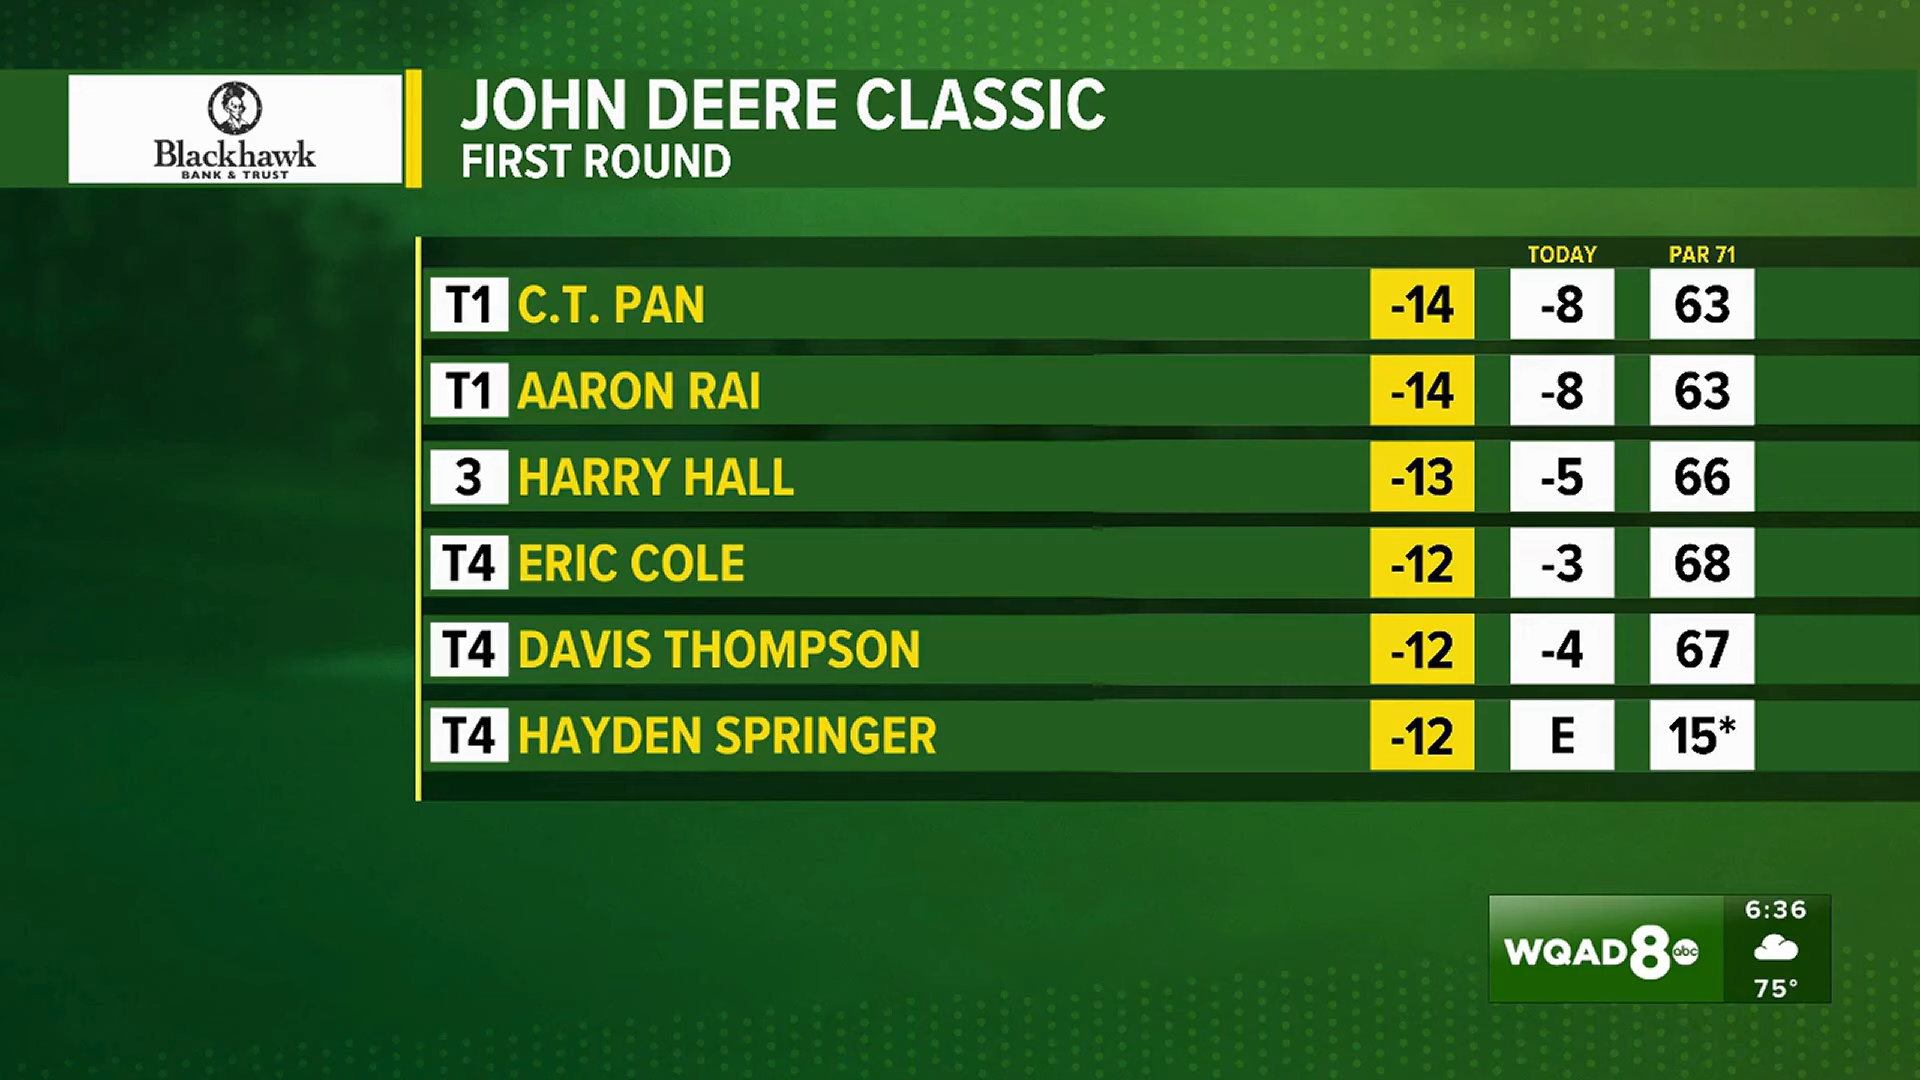 Blackhawk
BANK & TRUST
JOHN DEERE CLASSIC
FIRST ROUND
TODAY PAR 71
T1 C.T. PAN -14 -8 63
T1 AARON RAI -14 -8 63
3 HARRY HALL -13 -5 66
T4 ERIC COLE -12 -3 68
T4 DAVIS THOMPSON -12 -4 67
T4 HAYDEN SPRINGER -12 E 15*
WQAD 8 abc
6:36
75°